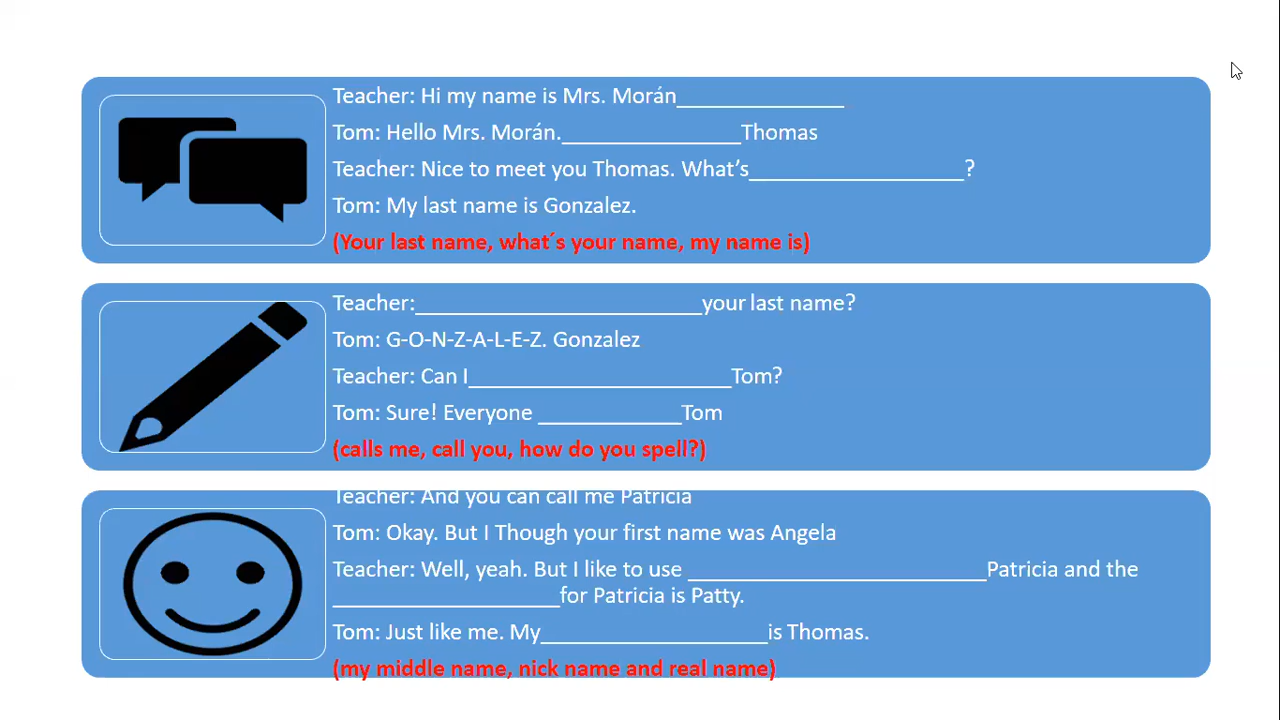 Teacher: Hi my name is Mrs. Morán______________
Tom: Hello Mrs. Morán._______________Thomas
Teacher: Nice to meet you Thomas. What’s__________________?
Tom: My last name is Gonzalez.
(Your last name, what´s your name, my name is)
Teacher:________________________your last name?
Tom: G-O-N-Z-A-L-E-Z. Gonzalez
Teacher: Can I______________________Tom?
Tom: Sure! Everyone ____________Tom
(calls me, call you, how do you spell?)
Teacher: And you can call me Patricia
Tom: Okay. But I Though your first name was Angela
Teacher: Well, yeah. But I like to use _________________________Patricia and the
___________________for Patricia is Patty.
Tom: Just like me. My___________________is Thomas.
(my middle name, nick name and real name)